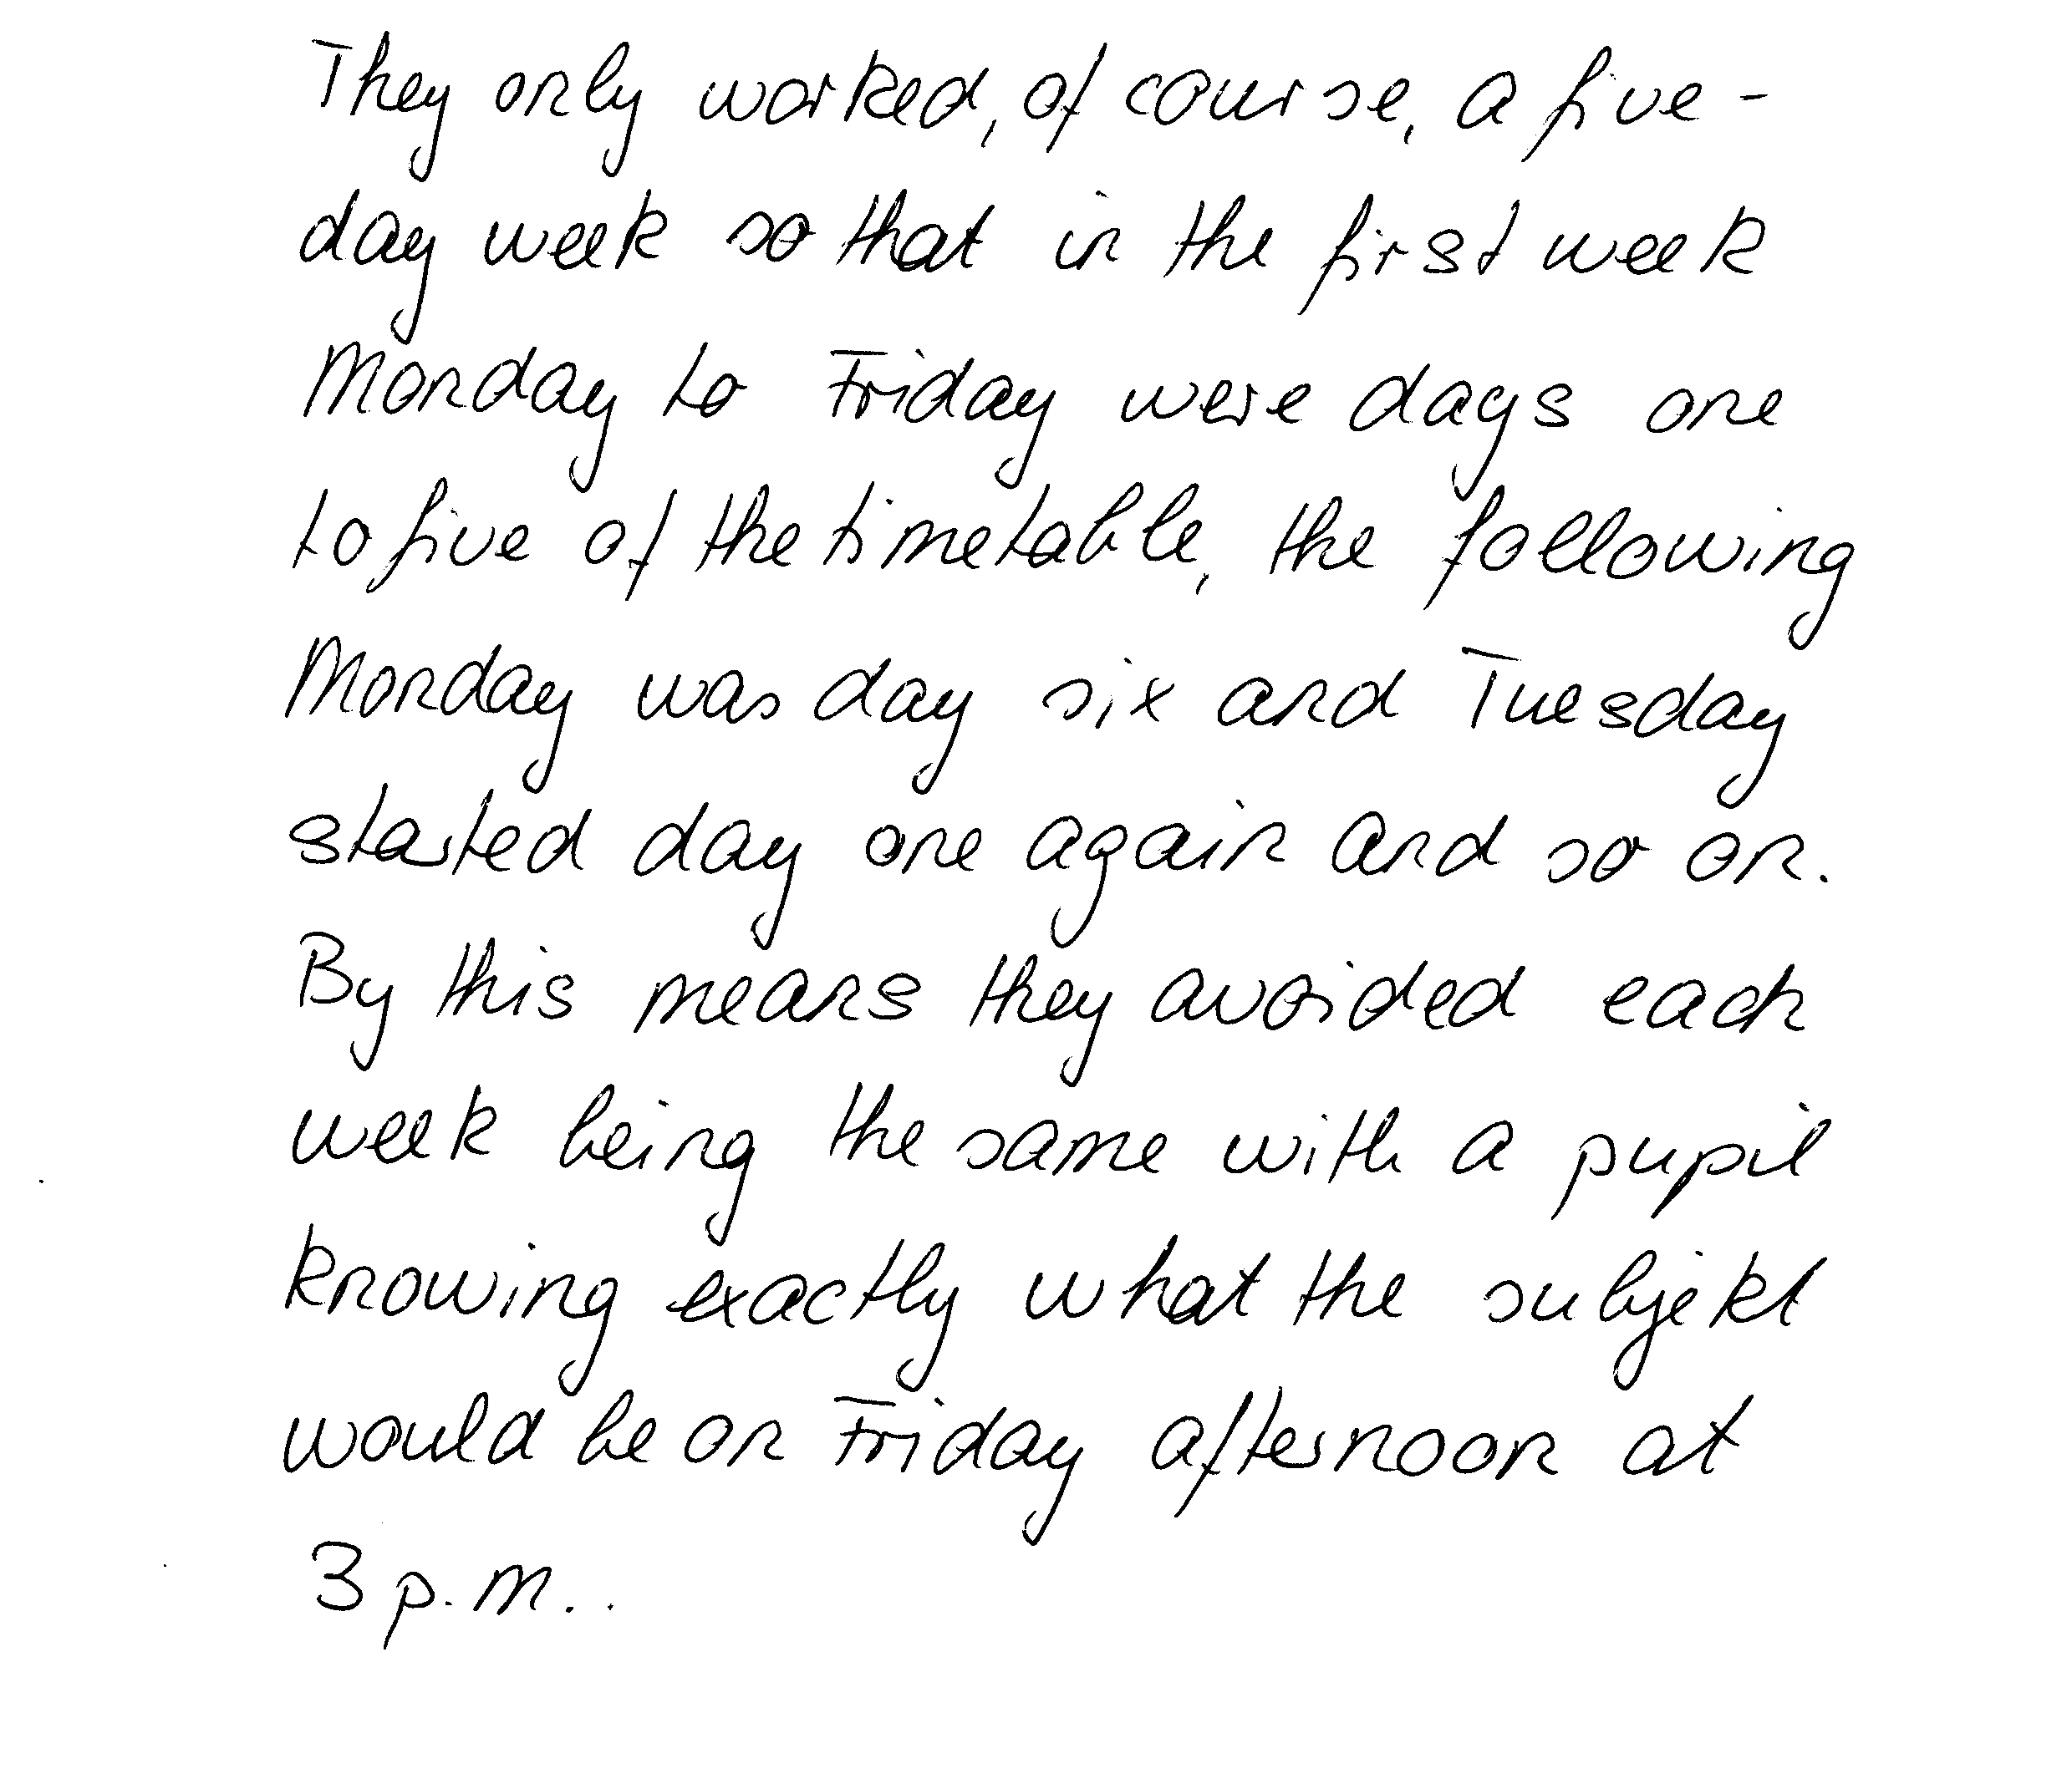 They only worked, of course, a five-
day week so that in the first week
Monday to Friday were days one
to five of the timetable, the following
Monday was day six and Tuesday
started day one again and so on.
By this means they avoided each
week being the same with a pupil
knowing exactly what the subjekt
would be on Friday afternoon at
3 p.m..